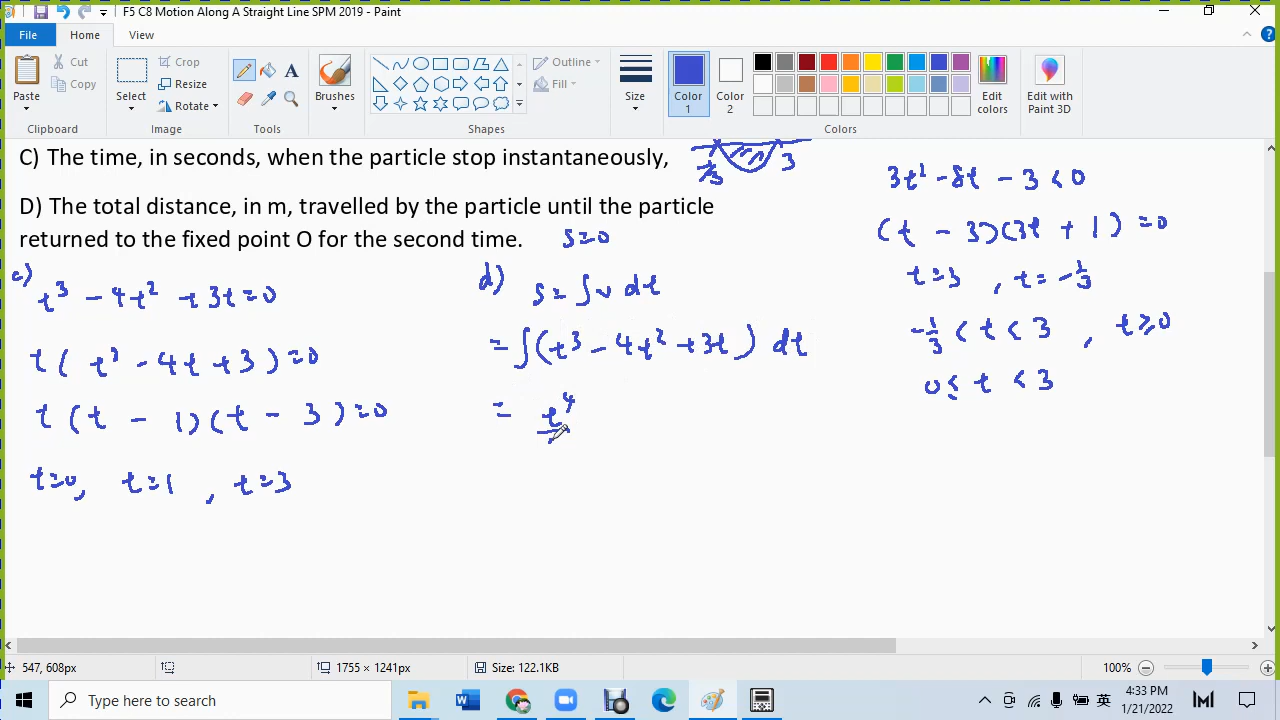 F5 C8 Motion Along A Straight Line SPM 2019 - Paint
File Home View
Paste Cut Copy Select Crop Resize Rotate A Brushes Outline Fill Size Color 1 Color 2 Edit colors Edit with Paint 3D
Clipboard Image Tools Shapes Colors
C) The time, in seconds, when the particle stop instantaneously,
-1/3 3
D) The total distance, in m, travelled by the particle until the particle
returned to the fixed point O for the second time. s=0
c)
t³ - 4t² + 3t = 0
t ( t² - 4t + 3 ) = 0
t ( t - 1) ( t - 3 ) = 0
t=0, t=1 , t=3
d) s = ∫ v dt
= ∫ (t³ - 4t² + 3t ) dt
= t⁴
3t² - 8t - 3 < 0
(t - 3)(3t + 1) = 0
t=3 , t= -1/3
-1/3 < t < 3 , t ≥ 0
0 ≤ t < 3
547, 608px 1755 × 1241px Size: 122.1KB 100%
Type here to search 英 4:33 PM
1/21/2022